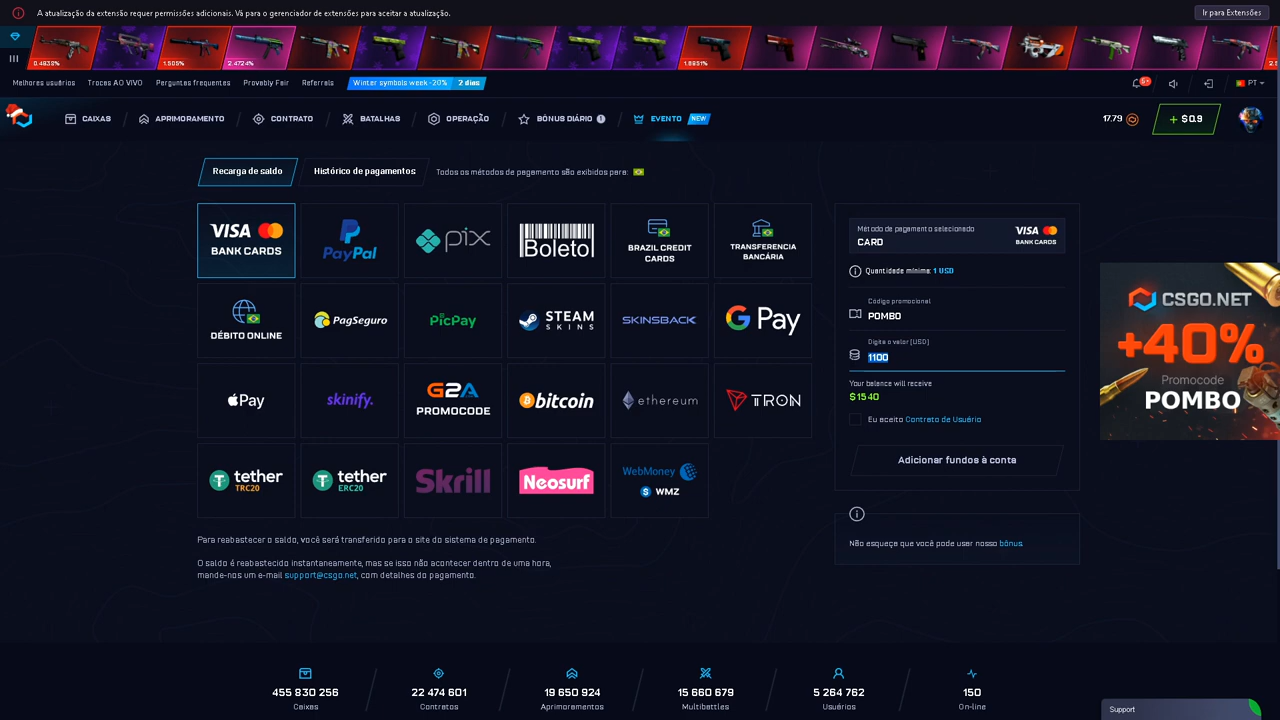 A atualização da extensão requer permissões adicionais. Vá para o gerenciador de extensões para aceitar a atualização.
Ir para Extensões
0.4838%
1.505%
2.4724%
1.6851%
Melhores usuários
Trocas AO VIVO
Perguntas frequentes
Provably Fair
Referrals
Winter symbols week -20%
2 dias
5+
PT
CAIXAS
APRIMORAMENTO
CONTRATO
BATALHAS
OPERAÇÃO
BÔNUS DIÁRIO
EVENTO NEW
17.79
+ $0.9
Recarga de saldo
Histórico de pagamentos
Todos os métodos de pagamento são exibidos para:
VISA
BANK CARDS
PayPal
pix
Boleto
BRAZIL CREDIT
CARDS
TRANSFERENCIA
BANCÁRIA
DÉBITO ONLINE
PagSeguro
PicPay
STEAM
SKINS
SKINSBACK
G Pay
Pay
skinify.
G2A
PROMOCODE
bitcoin
ethereum
TRON
tether
TRC20
tether
ERC20
Skrill
Neosurf
WebMoney
WMZ
Para reabastecer o saldo, você será transferido para o site do sistema de pagamento.
O saldo é reabastecido instantaneamente, mas se isso não acontecer dentro de uma hora,
mande-nos um e-mail support@csgo.net, com detalhes do pagamento.
Método de pagamento selecionado
CARD
VISA
BANK CARDS
Quantidade mínima: 1 USD
Código promocional
POMBO
Digite o valor [USD]
1100
Your balance will receive
$1540
Eu aceito Contrato de Usuário
Adicionar fundos à conta
Não esqueça que você pode usar nosso bônus.
CSGO.NET
+40%
Promocode
POMBO
455 830 256
Caixas
22 474 601
Contratos
19 650 924
Aprimoramentos
15 660 679
Multibattles
5 264 762
Usuários
150
On-line
Support